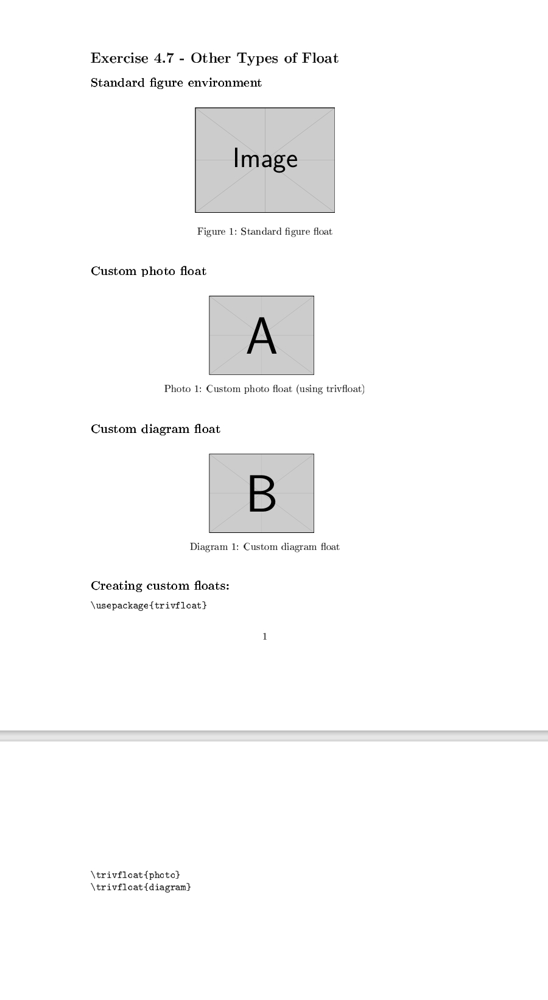 Exercise 4.7 - Other Types of Float
Standard figure environment
Image
Figure 1: Standard figure float
Custom photo float
A
Photo 1: Custom photo float (using trivfloat)
Custom diagram float
B
Diagram 1: Custom diagram float
Creating custom floats:
\usepackage{trivfloat}
1
\trivfloat{photo}
\trivfloat{diagram}